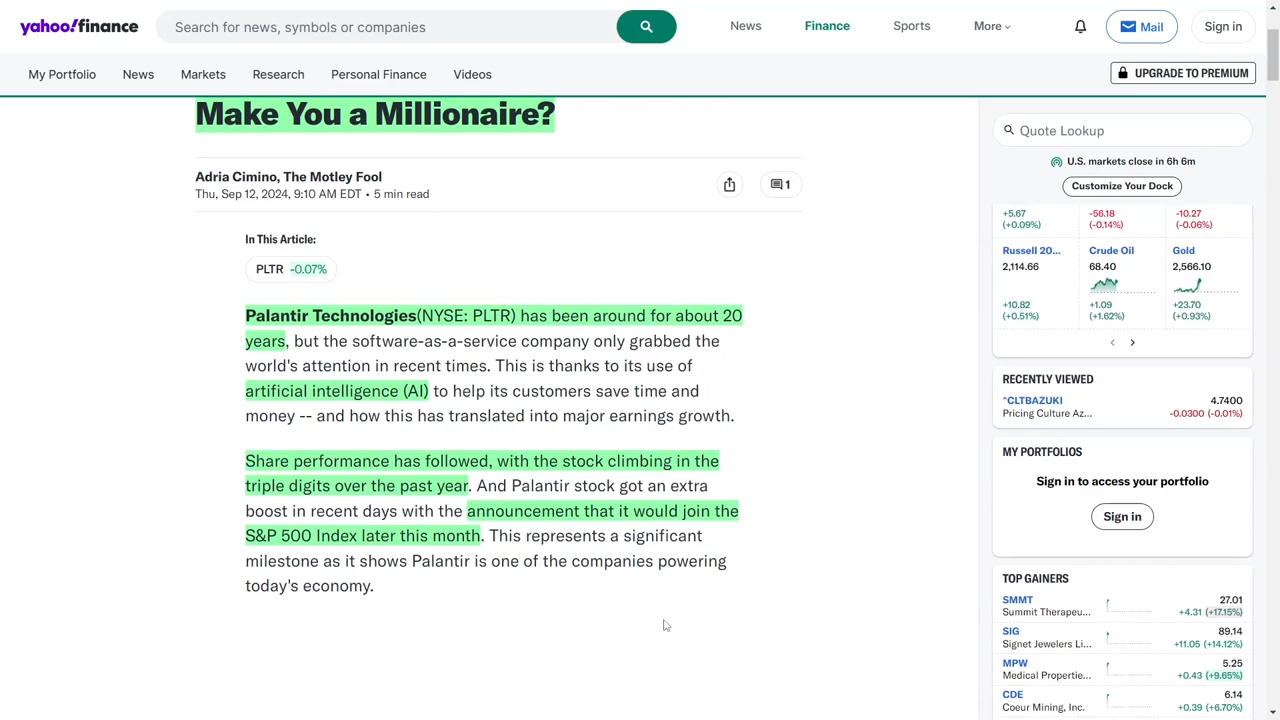 yahoo!finance
Search for news, symbols or companies
News
Finance
Sports
More
Mail
Sign in
My Portfolio
News
Markets
Research
Personal Finance
Videos
UPGRADE TO PREMIUM
Make You a Millionaire?
Adria Cimino, The Motley Fool
Thu, Sep 12, 2024, 9:10 AM EDT • 5 min read
1
In This Article:
PLTR -0.07%
Palantir Technologies(NYSE: PLTR) has been around for about 20
years, but the software-as-a-service company only grabbed the
world's attention in recent times. This is thanks to its use of
artificial intelligence (AI) to help its customers save time and
money -- and how this has translated into major earnings growth.
Share performance has followed, with the stock climbing in the
triple digits over the past year. And Palantir stock got an extra
boost in recent days with the announcement that it would join the
S&P 500 Index later this month. This represents a significant
milestone as it shows Palantir is one of the companies powering
today's economy.
Quote Lookup
U.S. markets close in 6h 6m
Customize Your Dock
+5.67 -56.18 -10.27
(+0.09%) (-0.14%) (-0.06%)
Russell 20... Crude Oil Gold
2,114.66 68.40 2,566.10
+10.82 +1.09 +23.70
(+0.51%) (+1.62%) (+0.93%)
RECENTLY VIEWED
^CLTBAZUKI 4.7400
Pricing Culture Az... -0.0300 (-0.01%)
MY PORTFOLIOS
Sign in to access your portfolio
Sign in
TOP GAINERS
SMMT 27.01
Summit Therapeu... +4.31 (+17.15%)
SIG 89.14
Signet Jewelers Li... +11.05 (+14.12%)
MPW 5.25
Medical Propertie... +0.43 (+9.65%)
CDE 6.14
Coeur Mining, Inc. +0.39 (+6.70%)